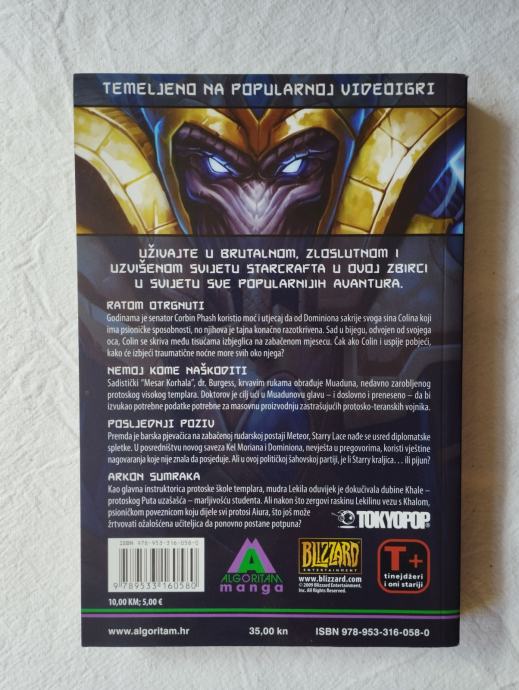 TEMELJENO NA POPULARNOJ VIDEOIGRI
UŽIVAJTE U BRUTALNOM, ZLOSLUTNOM I
UZVIŠENOM SVIJETU STARCRAFTA U OVOJ ZBIRCI
U SVIJETU SVE POPULARNIJIH AVANTURA.
RATOM OTRGNUTI
Godinama je senator Corbin Phash koristio moć i utjecaj da od Dominiona sakrije svoga sina Colina koji
ima psioničke sposobnosti, no njihova je tajna konačno razotkrivena. Sad u bijegu, odvojen od svojega
oca, Colin se skriva među tisućama izbjeglica na zabačenom mjesecu. Čak ako Colin i uspije pobjeći,
kako će izbjeći traumatične noćne more svih oko njega?
NEMOJ KOME NAŠKODITI
Sadistički "Mesar Korhala", dr. Burgess, krvavim rukama obrađuje Muaduna, nedavno zarobljenog
protoskog visokog templara. Doktorov je cilj ući u Muadunovu glavu – i doslovno i preneseno – da bi
izvukao potrebne podatke potrebne za masovnu proizvodnju zastrašujućih protosko-teranskih vojnika.
POSLJEDNJI POZIV
Premda je barska pjevačica na zabačenoj rudarskoj postaji Meteor, Starry Lace nađe se usred diplomatske
spletke. U posredništvu novog saveza Kel Moriana i Dominiona, nevješta u pregovorima, koristi vještine
nagovaranja koje nije znala da posjeduje. Ali u ovoj političkoj šahovskoj partiji, je li Starry kraljica... ili pijun?
ARKON SUMRAKA
Kao glavna instruktorica protoske škole templara, mudra Lekila oduvijek je dokučivala dubine Khale –
protoskog Puta uzašašća – marljivošću studenta. Ali nakon što zergovi raskinu Lekilinu vezu s Khalom,
psioničkom poveznicom koju dijele svi protosi Aiura, što još može
žrtvovati ožalošćena učiteljica da ponovno postane potpuna?
TOKYOPOP
ISBN 978-953-316-058-0
9 789533 160580
10,00 KM; 5,00 €
ALGORITAM
manga
BLIZZARD
ENTERTAINMENT
www.blizzard.com
©2009 Blizzard Entertainment,
Inc. All Rights Reserved.
T+
tinejdžeri
i oni stariji
www.algoritam.hr
35,00 kn
ISBN 978-953-316-058-0